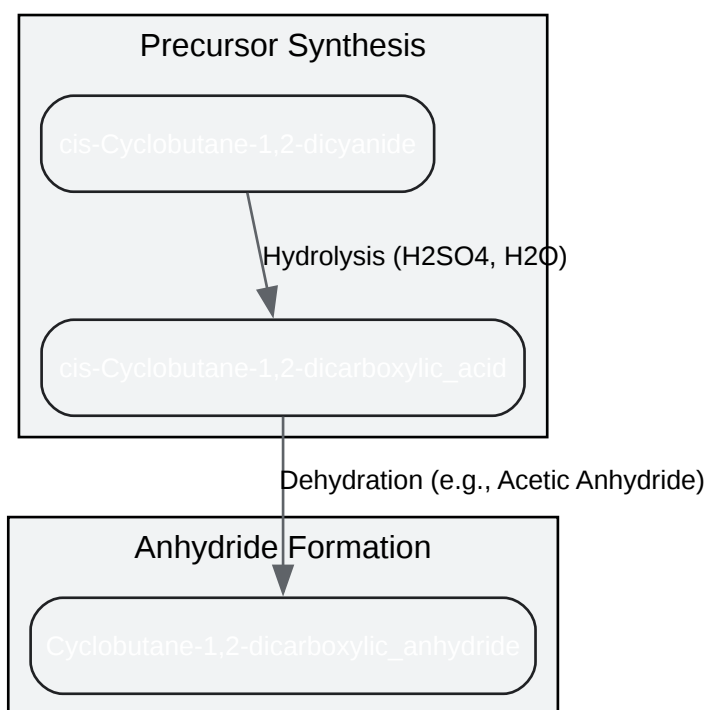 Precursor Synthesis
cis-Cyclobutane-1,2-dicyanide
Hydrolysis (H2SO4, H2O)
cis-Cyclobutane-1,2-dicarboxylic_acid
Dehydration (e.g., Acetic Anhydride)
Anhydride Formation
Cyclobutane-1,2-dicarboxylic_anhydride